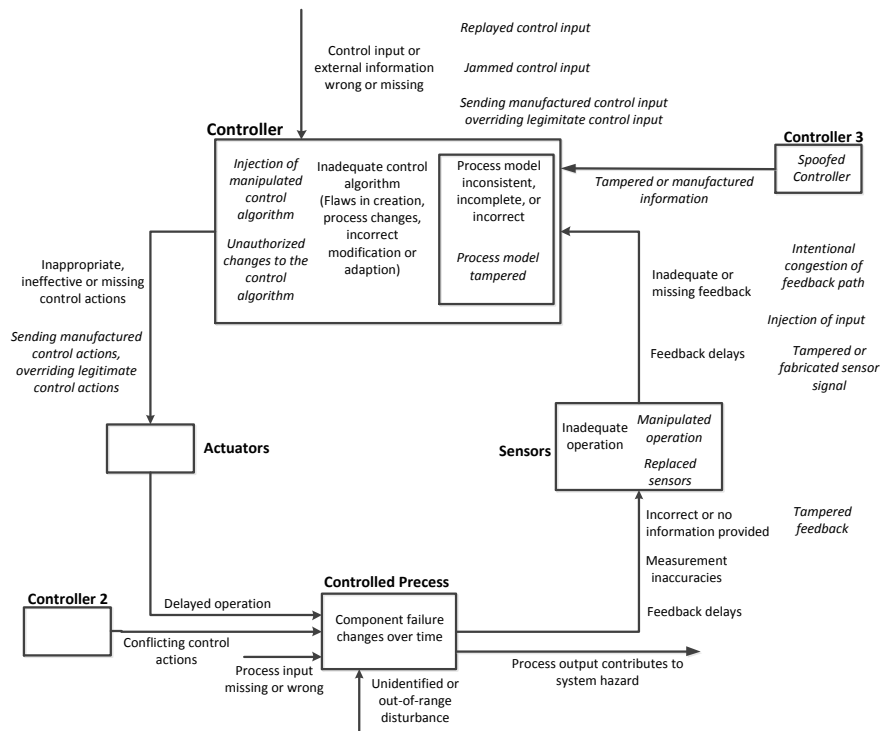 Replayed control input
Control input or
external information
wrong or missing
Jammed control input
Sending manufactured control input
overriding legimitate control input
Controller
Controller 3
Injection of
manipulated
control
algorithm
Unauthorized
changes to the
control
algorithm
Inadequate control
algorithm
(Flaws in creation,
process changes,
incorrect
modification or
adaption)
Process model
inconsistent,
incomplete, or
incorrect
Process model
tampered
Spoofed
Controller
Tampered or manufactured
information
Inappropriate,
ineffective or missing
control actions
Sending manufactured
control actions,
overriding legitimate
control actions
Inadequate or
missing feedback
Intentional
congestion of
feedback path
Injection of input
Feedback delays
Tampered or
fabricated sensor
signal
Actuators
Sensors
Inadequate
operation
Manipulated
operation
Replaced
sensors
Incorrect or no
information provided
Tampered
feedback
Measurement
inaccuracies
Feedback delays
Controlled Precess
Controller 2
Delayed operation
Component failure
changes over time
Conflicting control
actions
Process input
missing or wrong
Unidentified or
out-of-range
disturbance
Process output contributes to
system hazard